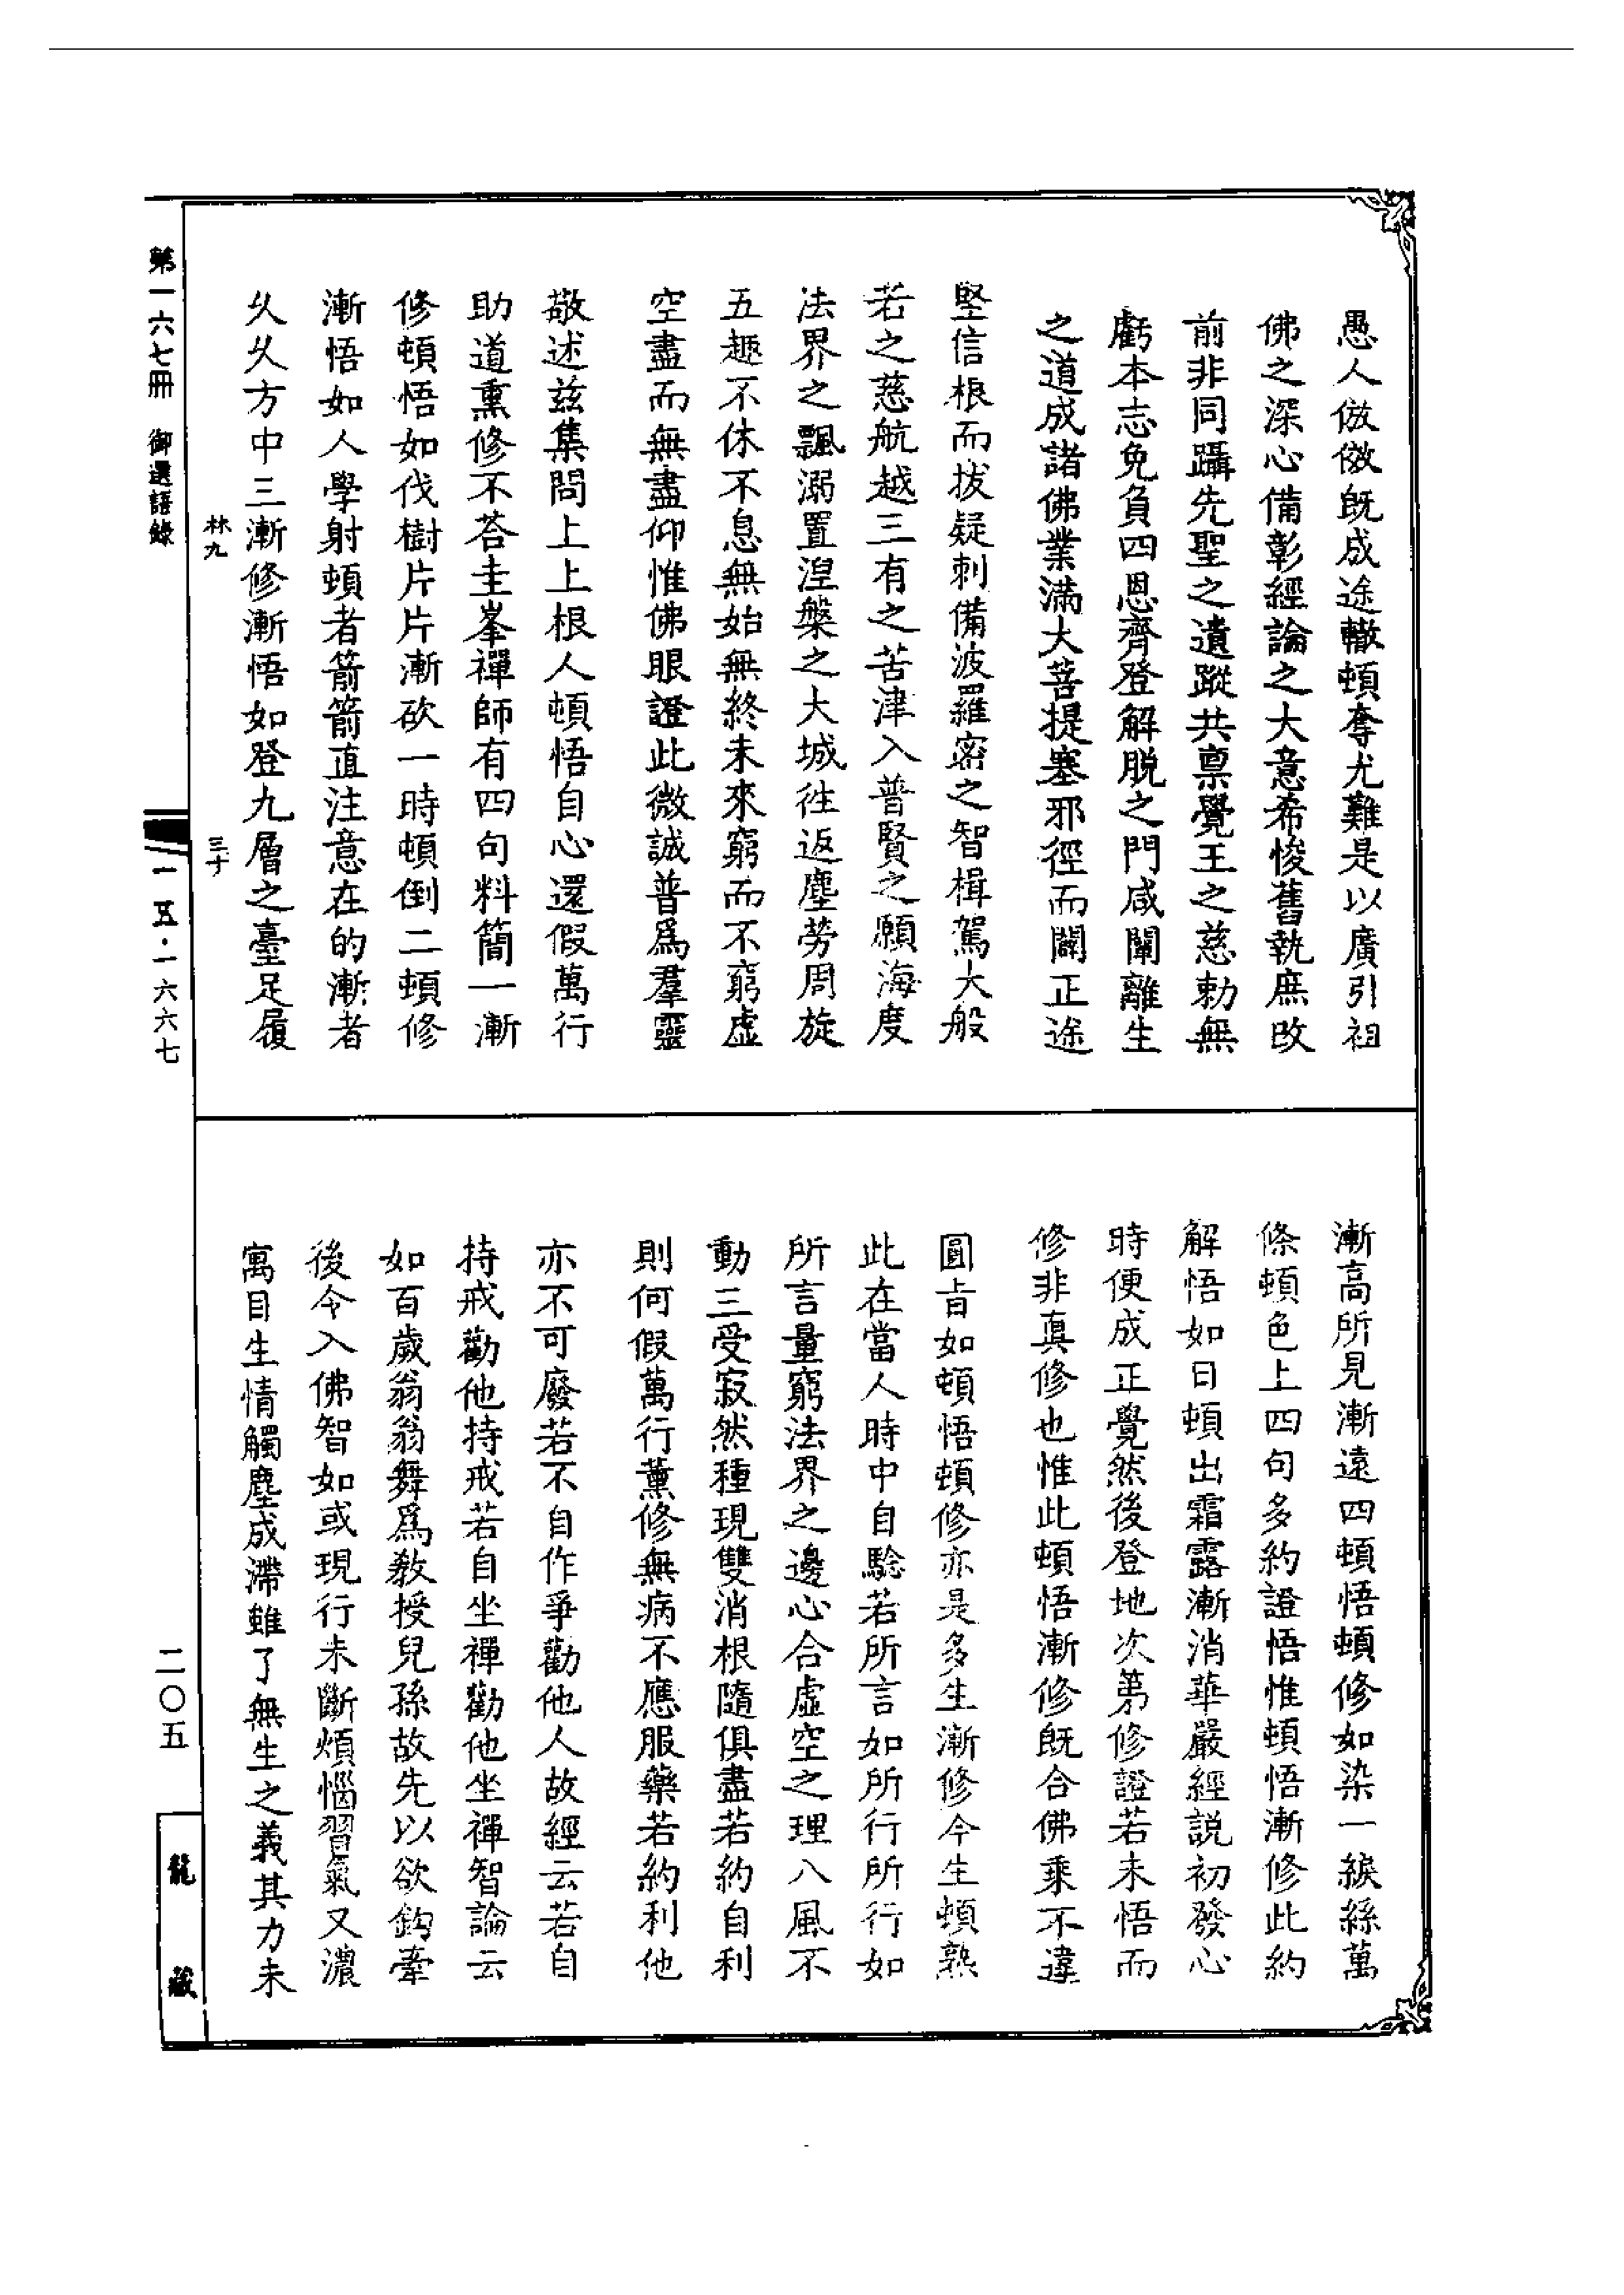 愚人倣傚旣成途轍頓奪尤難是以廣引祖
佛之深心備彰經論之大意希悛舊執庶改
前非同躡先聖之遺蹤共稟覺王之慈勅無
虧本志免負四恩齊登解脫之門咸闡離生
之道成諸佛業滿大菩提塞邪徑而闢正途
堅信根而拔疑刺備波羅密之智楫駕大般
若之慈航越三有之苦津入普賢之願海度
法界之飄溺置湼槃之大城往返塵勞周旋
五趣不休不息無始無終未來窮而不窮虛
空盡而無盡仰惟佛眼證此微誠普爲羣靈
敬述兹集問上上根人頓悟自心還假萬行
助道熏修不荅圭峯禪師有四句料簡一漸
修頓悟如伐樹片片漸砍一時頓倒二頓修
漸悟如人學射頓者箭箭直注意在的漸者
乆乆方中三漸修漸悟如登九層之臺足履
漸高所見漸遠四頓悟頓修如染一綟絲萬
條頓色上四句多約證悟惟頓悟漸修此約
解悟如日頓出霜露漸消華嚴經説初發心
時便成正覺然後登地次第修證若未悟而
修非真修也惟此頓悟漸修旣合佛乘不違
圓旨如頓悟頓修亦是多生漸修今生頓熟
此在當人時中自驗若所言如所行所行如
所言量窮法界之邊心合虛空之理八風不
動三受寂然種現雙消根隨俱盡若約自利
則何假萬行薰修無病不應服藥若約利他
亦不可廢若不自作爭勸他人故經云若自
持戒勸他持戒若自坐禪勸他坐禪智論云
如百歲翁翁舞爲教授兒孫故先以欲鈎牽
後令入佛智如或現行未斷煩惱習氣又濃
寓目生情觸塵成滯雖了無生之義其力未
林九
三十
第一六七冊 御選語錄
一一五·一六六七
二〇五
龍藏